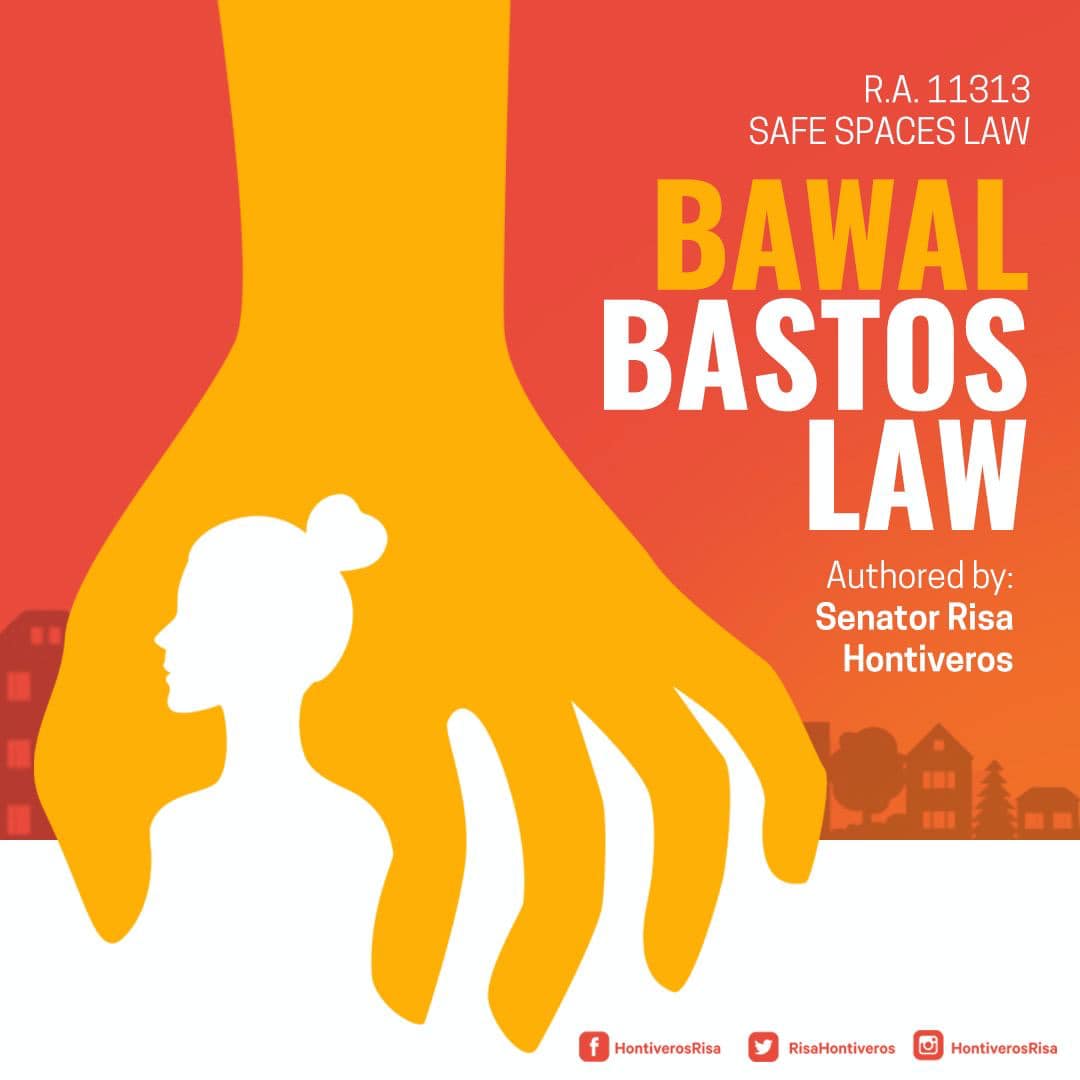 R.A. 11313
SAFE SPACES LAW
BAWAL
BASTOS
LAW
Authored by:
Senator Risa
Hontiveros
HontiverosRisa
RisaHontiveros
HontiverosRisa